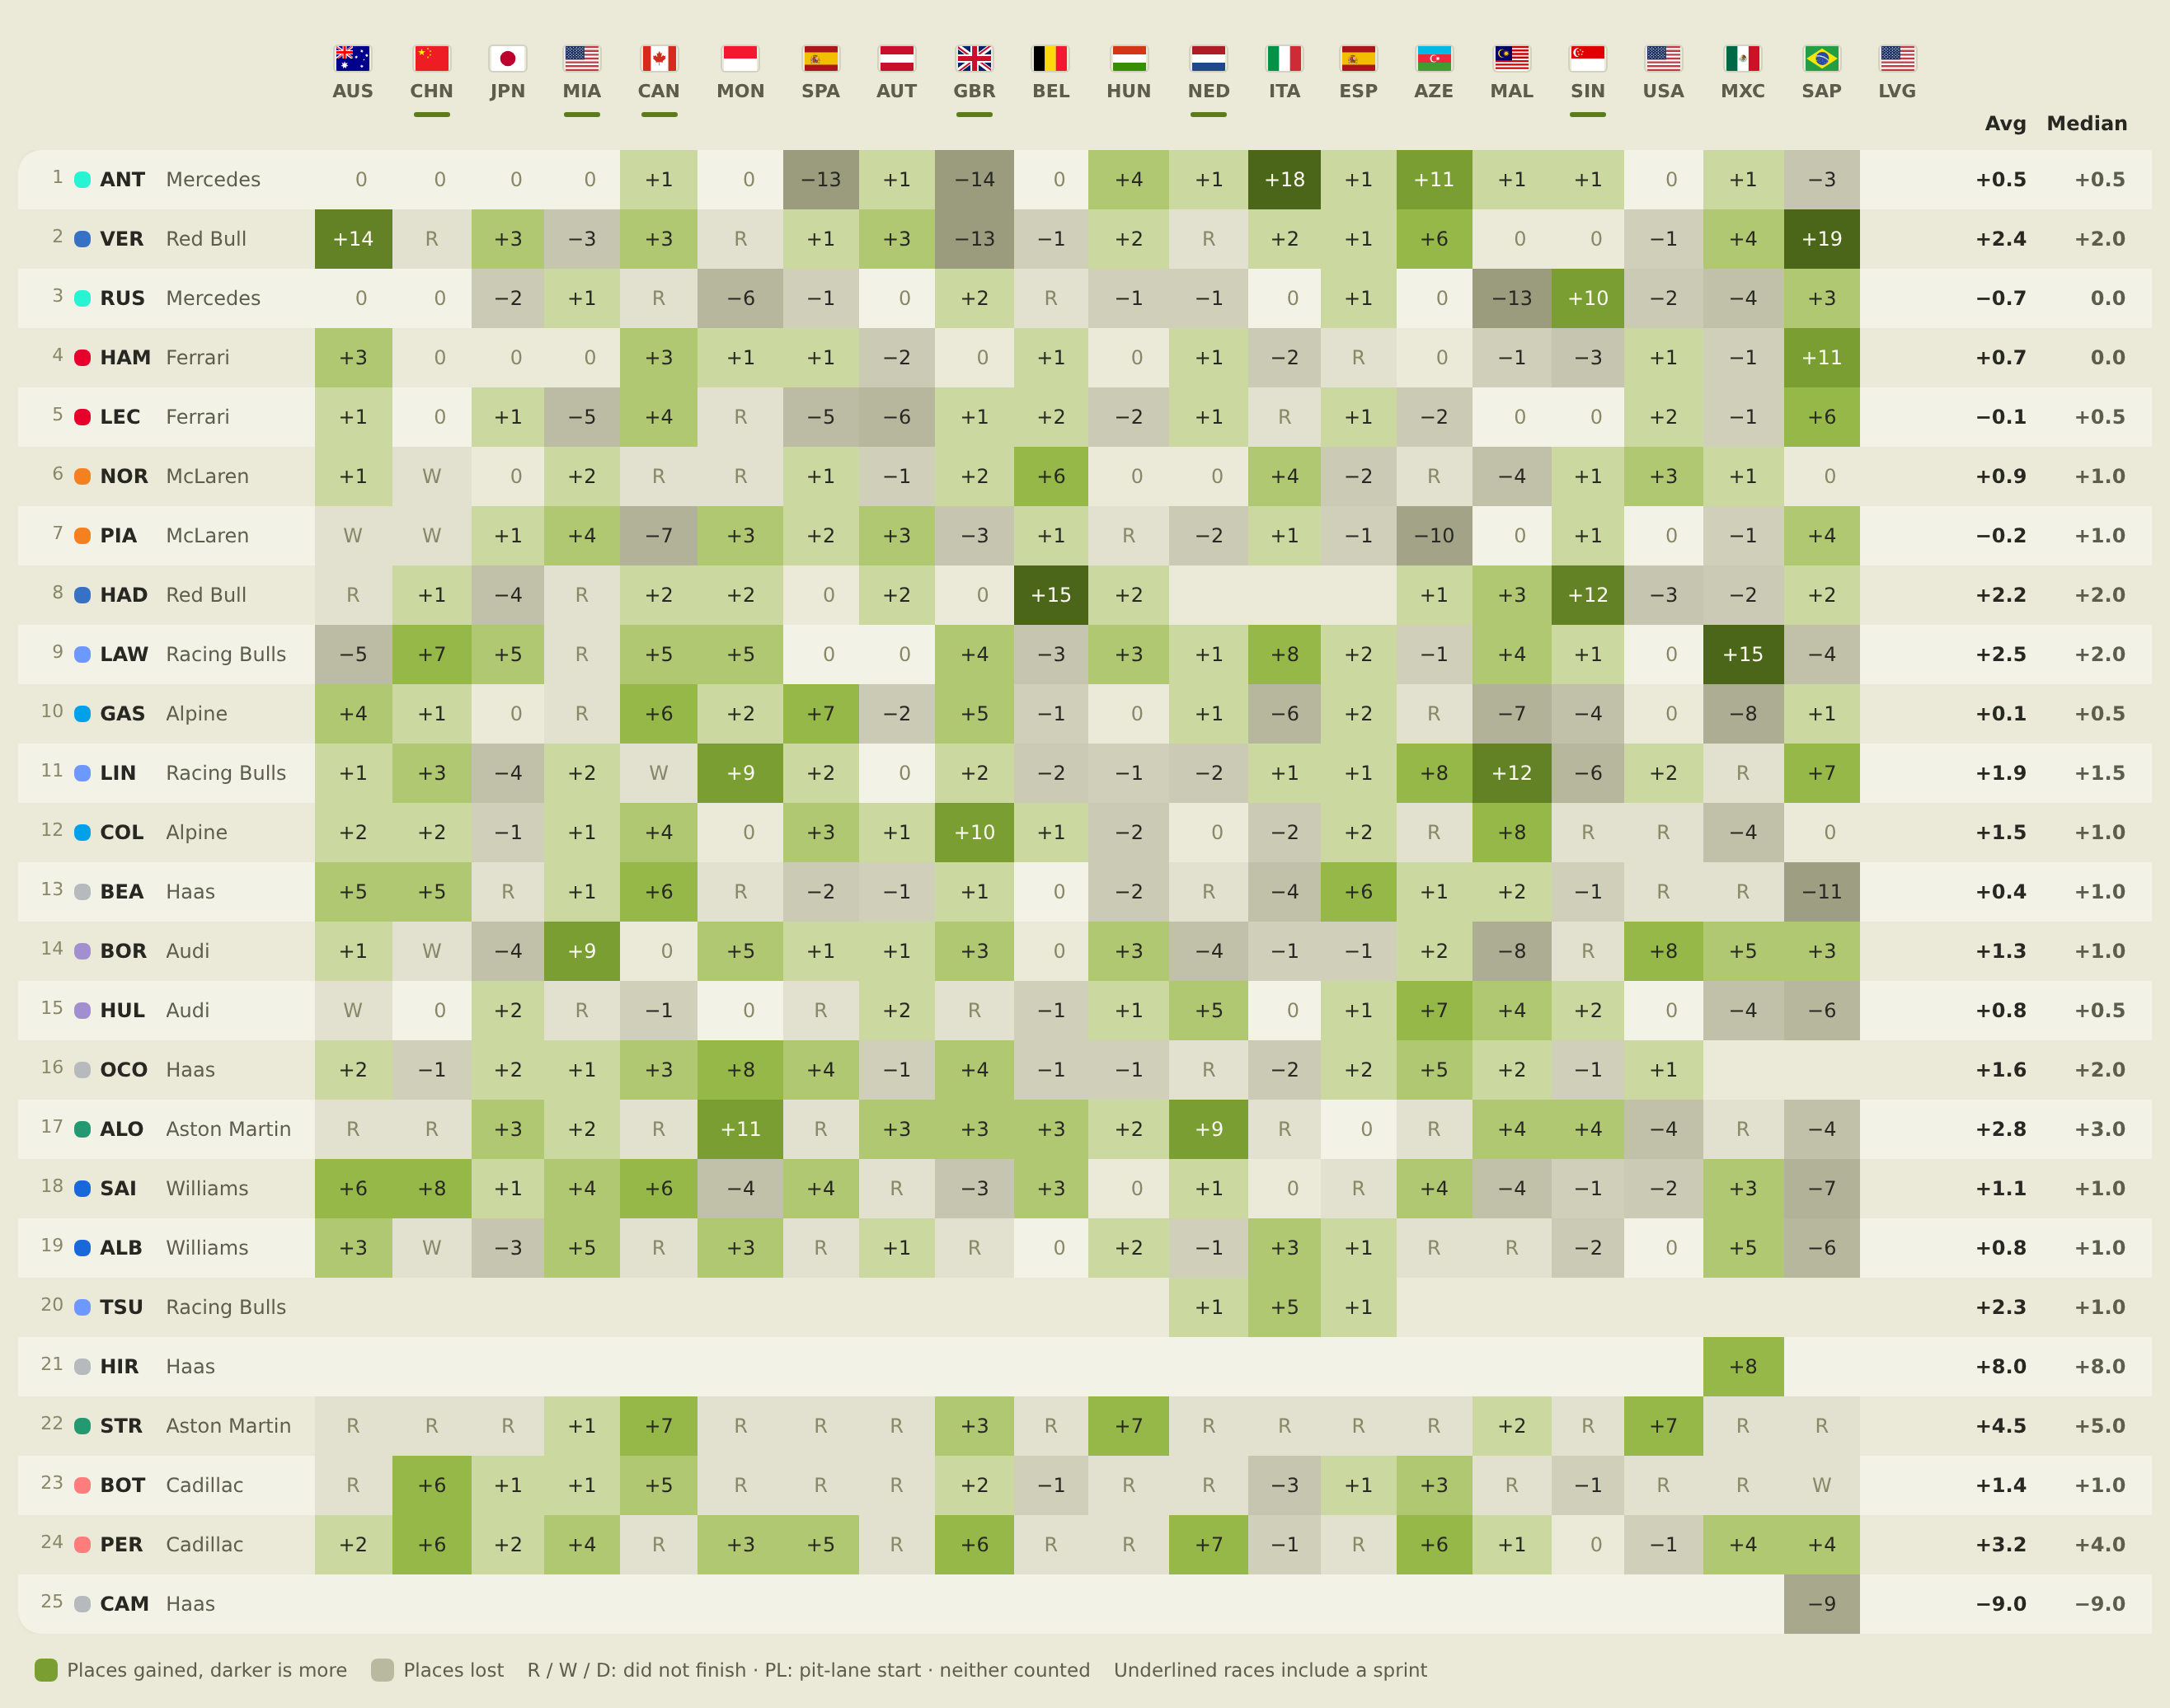 AUS CHN JPN MIA CAN MON SPA AUT GBR BEL HUN NED ITA ESP AZE MAL SIN USA MXC SAP LVG
Avg Median
1 ANT Mercedes 0 0 0 0 +1 0 −13 +1 −14 0 +4 +1 +18 +1 +11 +1 +1 0 +1 −3 +0.5 +0.5
2 VER Red Bull +14 R +3 −3 +3 R +1 +3 −13 −1 +2 R +2 +1 +6 0 0 −1 +4 +19 +2.4 +2.0
3 RUS Mercedes 0 0 −2 +1 R −6 −1 0 +2 R −1 −1 0 +1 0 −13 +10 −2 −4 +3 −0.7 0.0
4 HAM Ferrari +3 0 0 0 +3 +1 +1 −2 0 +1 0 +1 −2 R 0 −1 −3 +1 −1 +11 +0.7 0.0
5 LEC Ferrari +1 0 +1 −5 +4 R −5 −6 +1 +2 −2 +1 R +1 −2 0 0 +2 −1 +6 −0.1 +0.5
6 NOR McLaren +1 W 0 +2 R R +1 −1 +2 +6 0 0 +4 −2 R −4 +1 +3 +1 0 +0.9 +1.0
7 PIA McLaren W W +1 +4 −7 +3 +2 +3 −3 +1 R −2 +1 −1 −10 0 +1 0 −1 +4 −0.2 +1.0
8 HAD Red Bull R +1 −4 R +2 +2 0 +2 0 +15 +2 +1 +3 +12 −3 −2 +2 +2.2 +2.0
9 LAW Racing Bulls −5 +7 +5 R +5 +5 0 0 +4 −3 +3 +1 +8 +2 −1 +4 +1 0 +15 −4 +2.5 +2.0
10 GAS Alpine +4 +1 0 R +6 +2 +7 −2 +5 −1 0 +1 −6 +2 R −7 −4 0 −8 +1 +0.1 +0.5
11 LIN Racing Bulls +1 +3 −4 +2 W +9 +2 0 +2 −2 −1 −2 +1 +1 +8 +12 −6 +2 R +7 +1.9 +1.5
12 COL Alpine +2 +2 −1 +1 +4 0 +3 +1 +10 +1 −2 0 −2 +2 R +8 R R −4 0 +1.5 +1.0
13 BEA Haas +5 +5 R +1 +6 R −2 −1 +1 0 −2 R −4 +6 +1 +2 −1 R R −11 +0.4 +1.0
14 BOR Audi +1 W −4 +9 0 +5 +1 +1 +3 0 +3 −4 −1 −1 +2 −8 R +8 +5 +3 +1.3 +1.0
15 HUL Audi W 0 +2 R −1 0 R +2 R −1 +1 +5 0 +1 +7 +4 +2 0 −4 −6 +0.8 +0.5
16 OCO Haas +2 −1 +2 +1 +3 +8 +4 −1 +4 −1 −1 R −2 +2 +5 +2 −1 +1 +1.6 +2.0
17 ALO Aston Martin R R +3 +2 R +11 R +3 +3 +3 +2 +9 R 0 R +4 +4 −4 R −4 +2.8 +3.0
18 SAI Williams +6 +8 +1 +4 +6 −4 +4 R −3 +3 0 +1 0 R +4 −4 −1 −2 +3 −7 +1.1 +1.0
19 ALB Williams +3 W −3 +5 R +3 R +1 R 0 +2 −1 +3 +1 R R −2 0 +5 −6 +0.8 +1.0
20 TSU Racing Bulls +1 +5 +1 +2.3 +1.0
21 HIR Haas +8 +8.0 +8.0
22 STR Aston Martin R R R +1 +7 R R R +3 R +7 R R R R +2 R +7 R R +4.5 +5.0
23 BOT Cadillac R +6 +1 +1 +5 R R R +2 −1 R R −3 +1 +3 R −1 R R W +1.4 +1.0
24 PER Cadillac +2 +6 +2 +4 R +3 +5 R +6 R R +7 −1 R +6 +1 0 −1 +4 +4 +3.2 +4.0
25 CAM Haas −9 −9.0 −9.0
Places gained, darker is more Places lost R / W / D: did not finish · PL: pit-lane start · neither counted Underlined races include a sprint